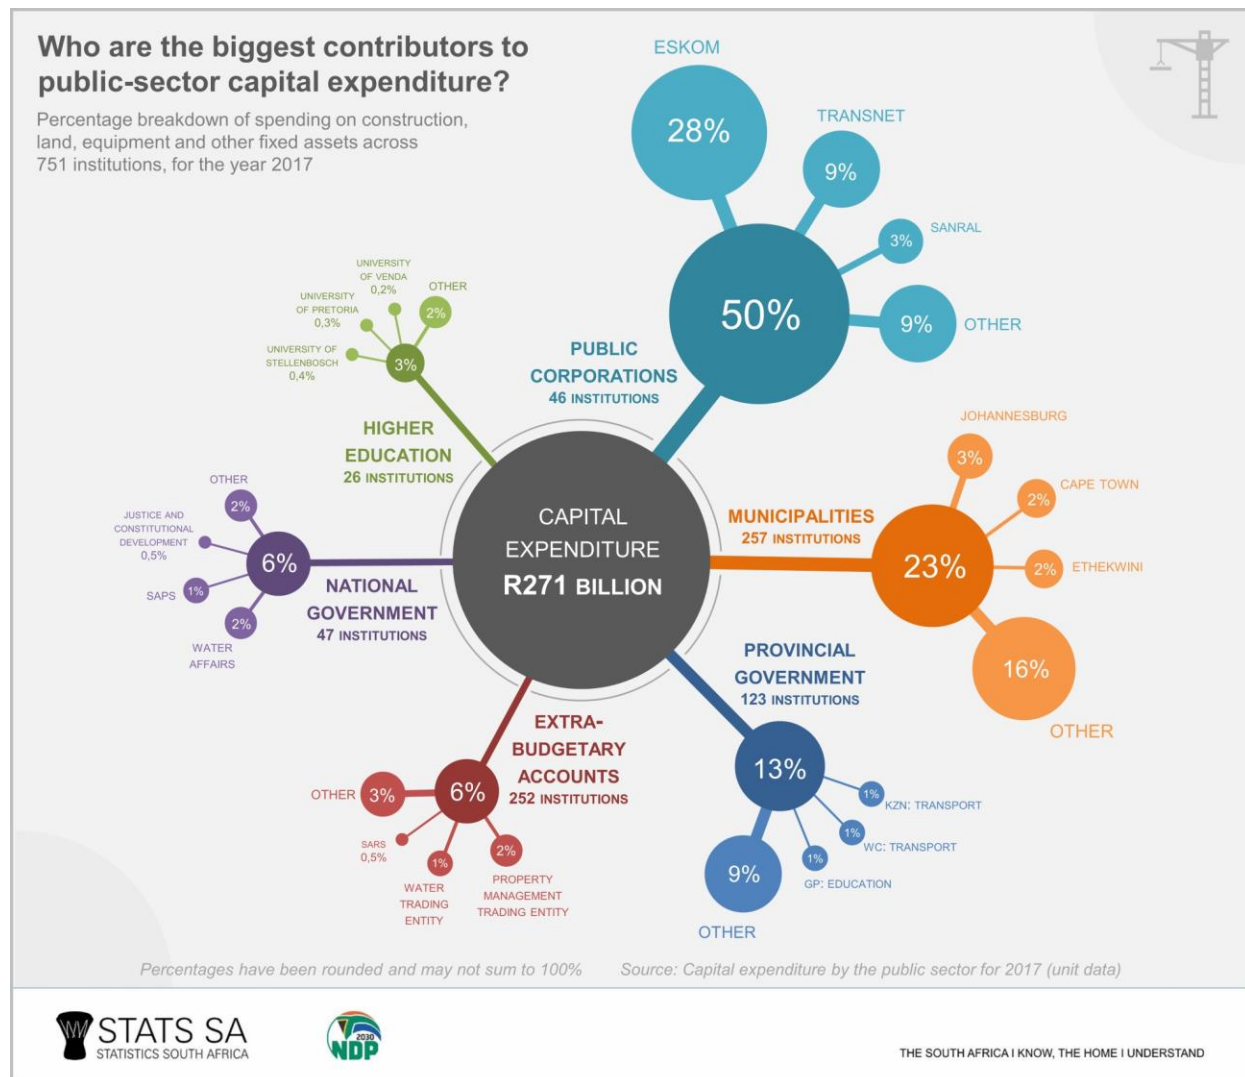 Who are the biggest contributors to
public-sector capital expenditure?
Percentage breakdown of spending on construction,
land, equipment and other fixed assets across
751 institutions, for the year 2017
ESKOM
28%
TRANSNET
9%
SANRAL
3%
9%
OTHER
50%
PUBLIC
CORPORATIONS
46 INSTITUTIONS
UNIVERSITY
OF VENDA
0,2%
OTHER
2%
UNIVERSITY
OF PRETORIA
0,3%
UNIVERSITY OF
STELLENBOSCH
0,4%
3%
HIGHER
EDUCATION
26 INSTITUTIONS
JOHANNESBURG
3%
CAPE TOWN
2%
2%
ETHEKWINI
16%
OTHER
23%
MUNICIPALITIES
257 INSTITUTIONS
CAPITAL
EXPENDITURE
R271 BILLION
OTHER
2%
JUSTICE AND
CONSTITUTIONAL
DEVELOPMENT
0,5%
SAPS
1%
2%
WATER
AFFAIRS
6%
NATIONAL
GOVERNMENT
47 INSTITUTIONS
PROVINCIAL
GOVERNMENT
123 INSTITUTIONS
13%
1%
KZN: TRANSPORT
1%
WC: TRANSPORT
1%
GP: EDUCATION
9%
OTHER
EXTRA-
BUDGETARY
ACCOUNTS
252 INSTITUTIONS
6%
OTHER
3%
SARS
0,5%
1%
WATER
TRADING
ENTITY
2%
PROPERTY
MANAGEMENT
TRADING ENTITY
Percentages have been rounded and may not sum to 100%
Source: Capital expenditure by the public sector for 2017 (unit data)
STATS SA
STATISTICS SOUTH AFRICA
2030
NDP
THE SOUTH AFRICA I KNOW, THE HOME I UNDERSTAND